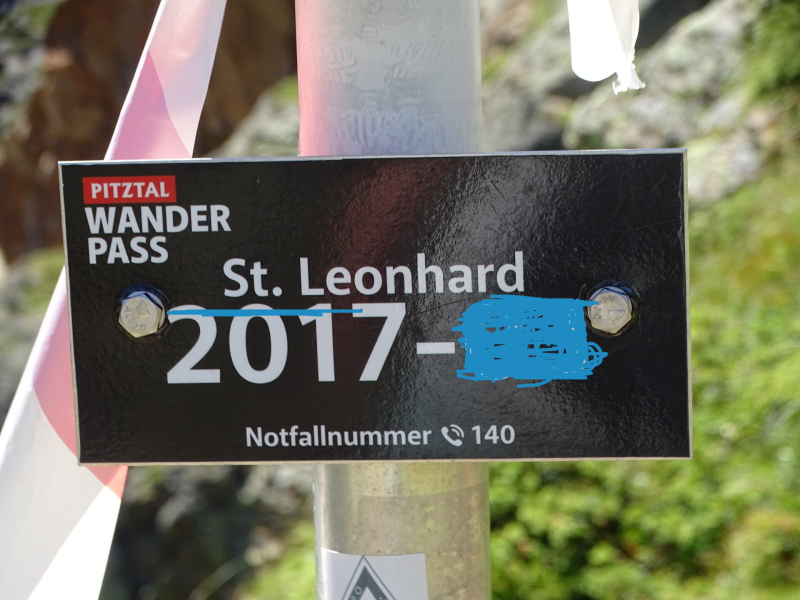 PITZTAL
WANDER
PASS
St. Leonhard
2017-
Notfallnummer 140